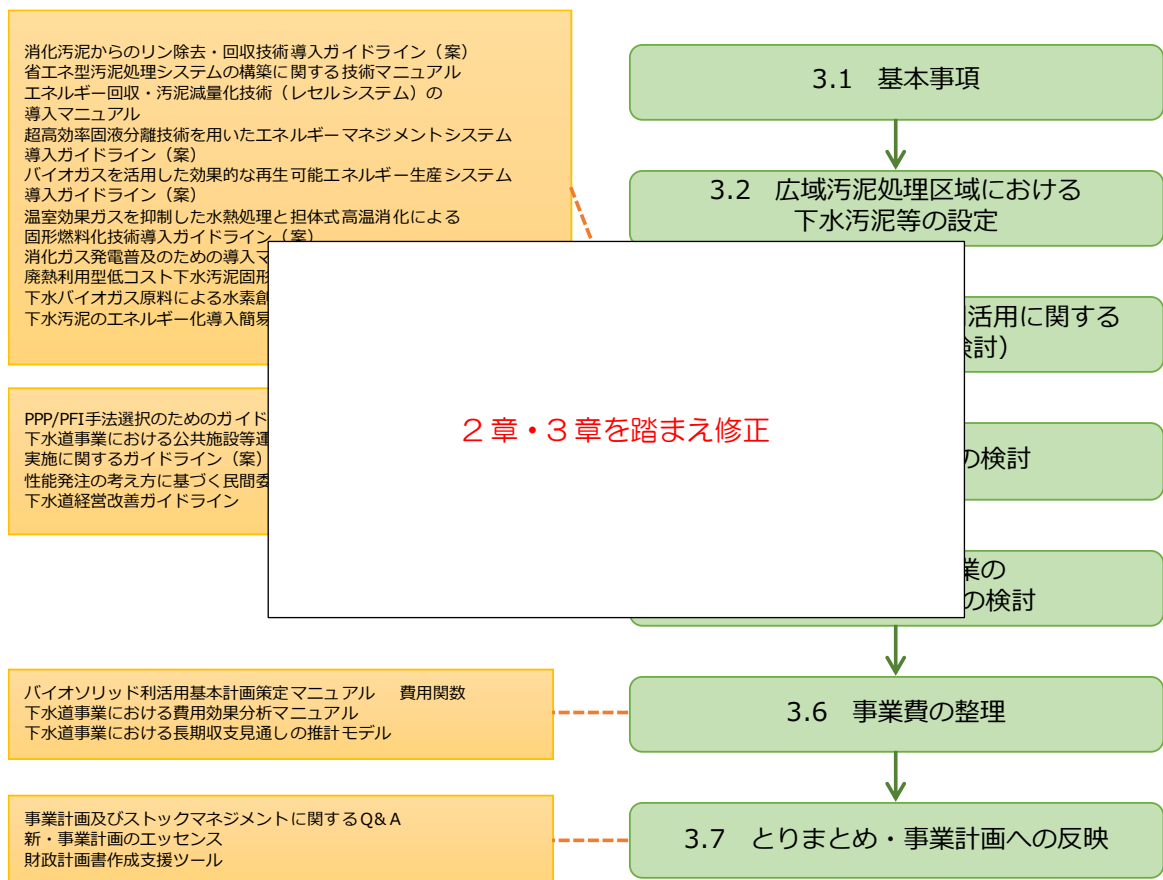 消化汚泥からのリン除去・回収技術導入ガイドライン（案）
省エネ型汚泥処理システムの構築に関する技術マニュアル
エネルギー回収・汚泥減量化技術（レセルシステム）の
導入マニュアル
超高効率固液分離技術を用いたエネルギーマネジメントシステム
導入ガイドライン（案）
バイオガスを活用した効果的な再生可能エネルギー生産システム
導入ガイドライン（案）
温室効果ガスを抑制した水熱処理と担体式高温消化による
固形燃料化技術導入ガイドライン（案）
消化ガス発電普及のための導入マ
廃熱利用型低コスト下水汚泥固形
下水バイオガス原料による水素創
下水汚泥のエネルギー化導入簡易
PPP/PFI手法選択のためのガイド
下水道事業における公共施設等運
実施に関するガイドライン（案）
性能発注の考え方に基づく民間委
下水道経営改善ガイドライン
バイオソリッド利活用基本計画策定マニュアル　費用関数
下水道事業における費用効果分析マニュアル
下水道事業における長期収支見通しの推計モデル
事業計画及びストックマネジメントに関するQ&A
新・事業計画のエッセンス
財政計画書作成支援ツール
3.1　基本事項
3.2　広域汚泥処理区域における
下水汚泥等の設定
活用に関する
検討）
の検討
業の
の検討
3.6　事業費の整理
3.7　とりまとめ・事業計画への反映
２章・３章を踏まえ修正